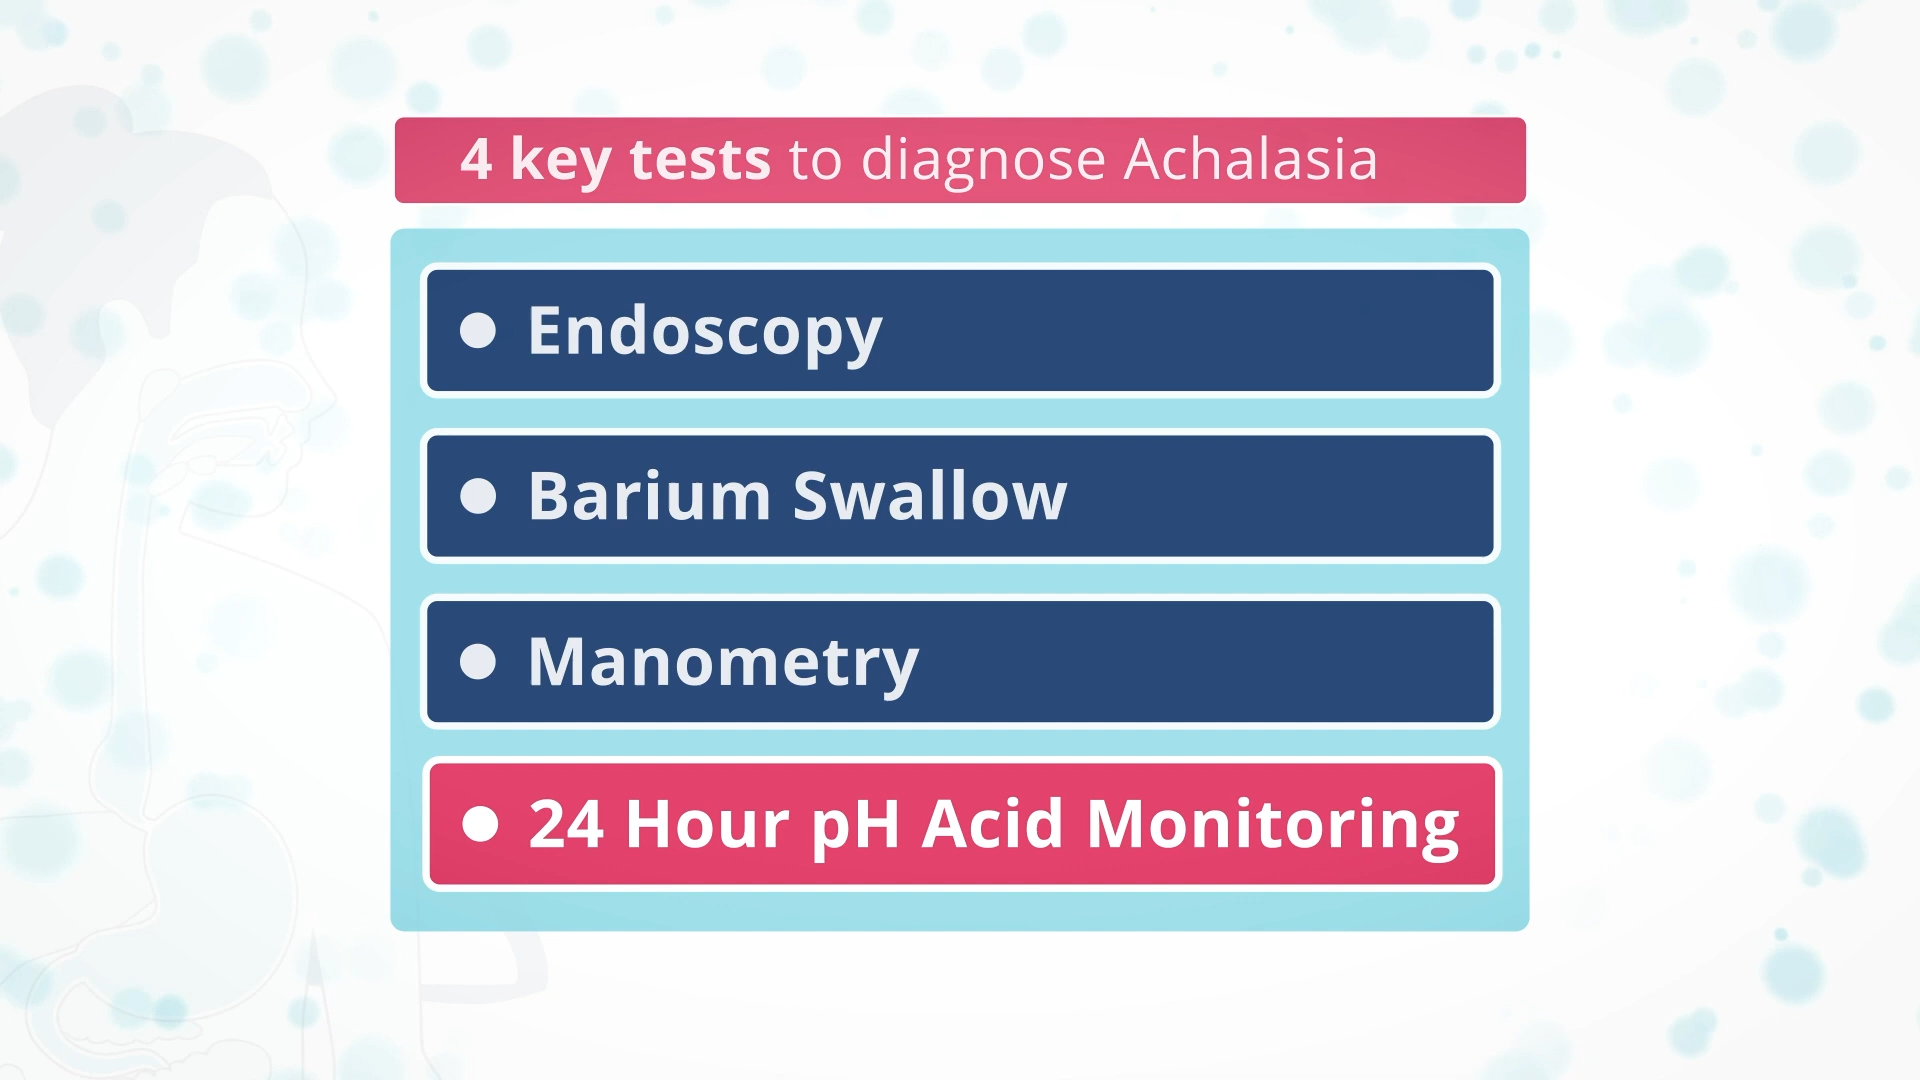 4 key tests to diagnose Achalasia
● Endoscopy
● Barium Swallow
● Manometry
● 24 Hour pH Acid Monitoring